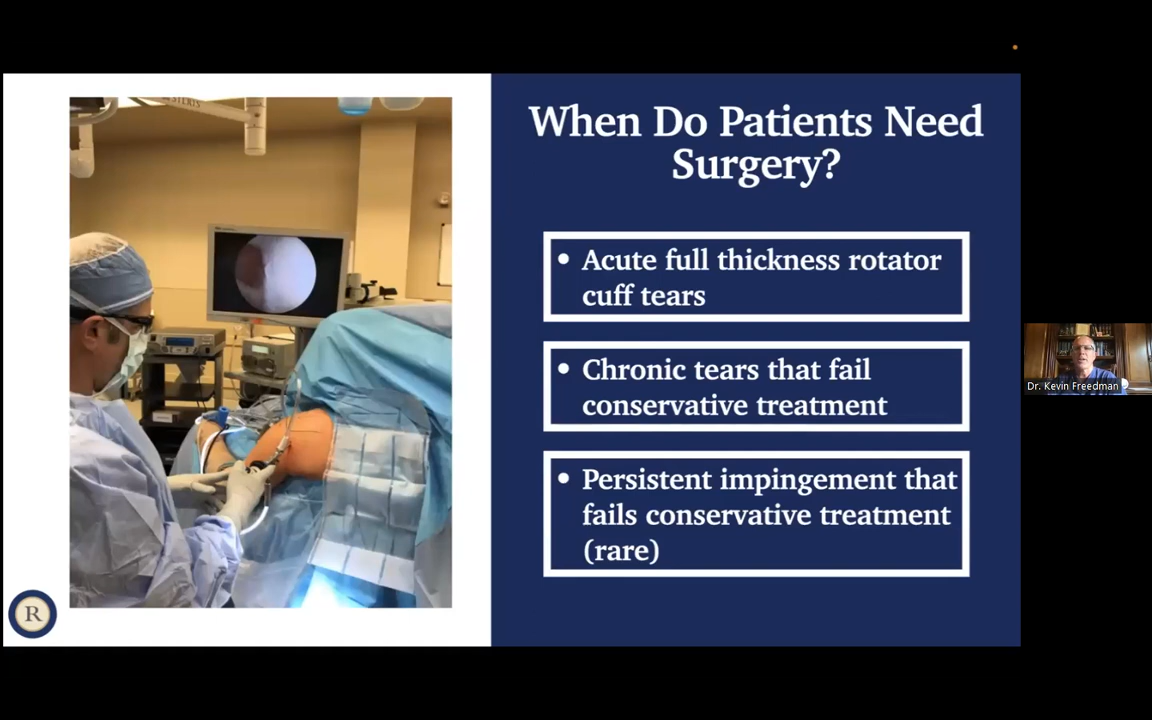 When Do Patients Need
Surgery?
• Acute full thickness rotator
cuff tears
• Chronic tears that fail
conservative treatment
• Persistent impingement that
fails conservative treatment
(rare)
STERIS
R
Dr. Kevin Freedman